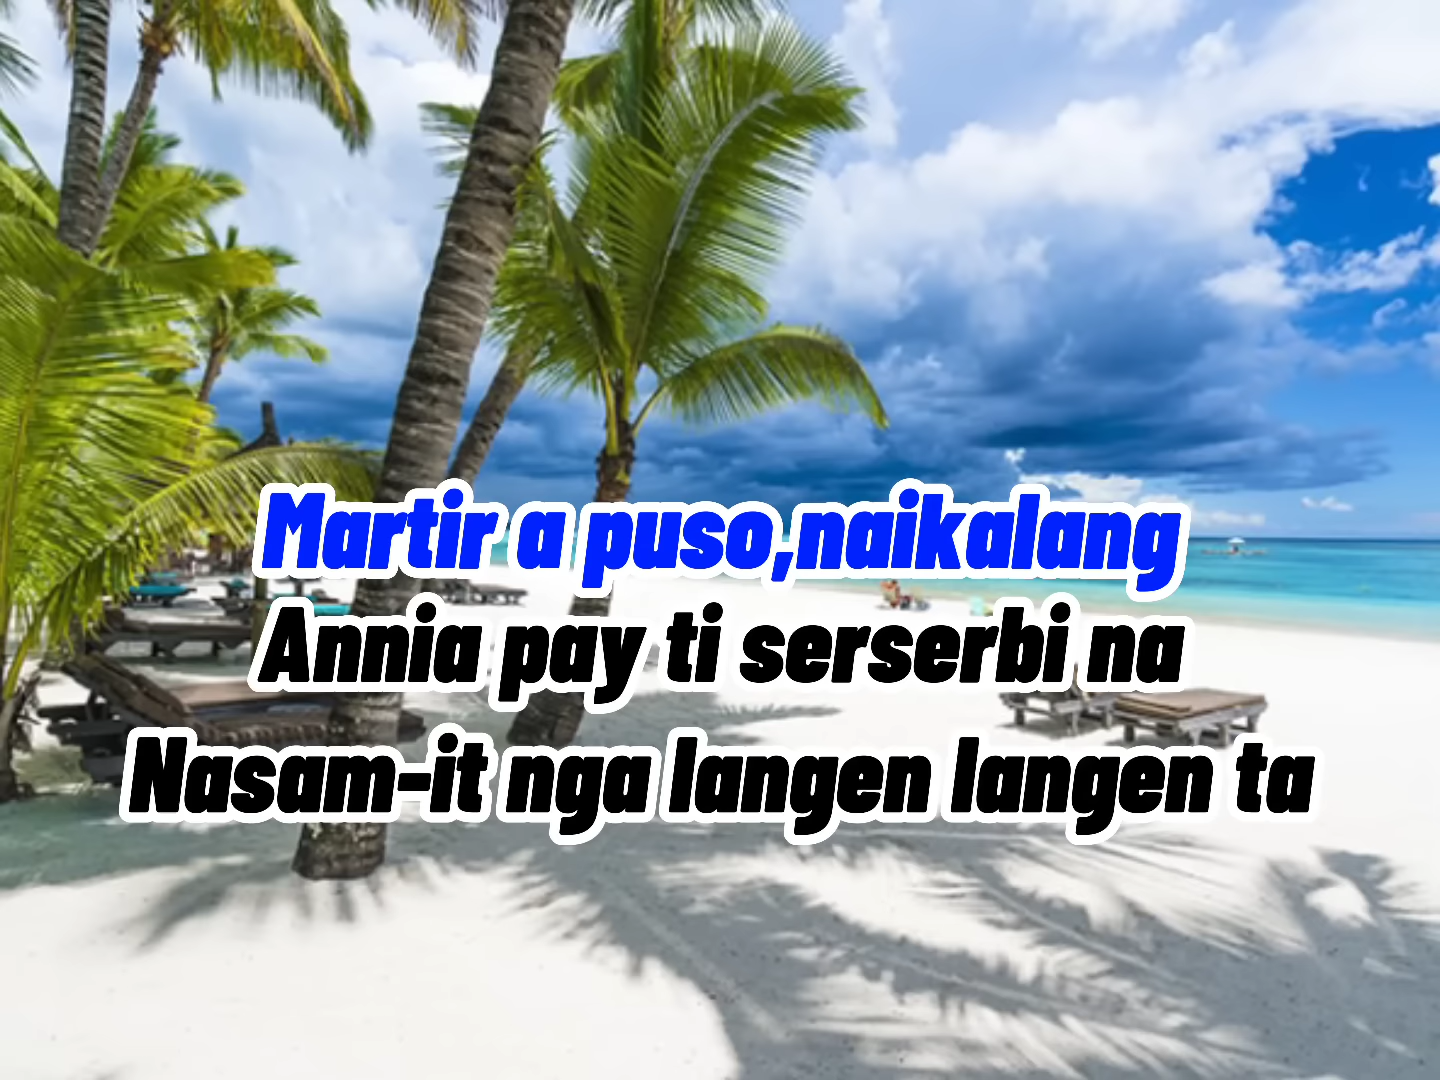 Martir a puso,naikalang
Annia pay ti serserbi na
Nasam-it nga langen langen ta